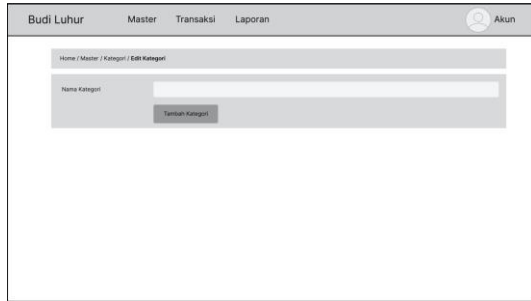 Budi Luhur Master Transaksi Laporan Akun
Home / Master / Kategori / Edit Kategori
Nama Kategori
Tambah Kategori